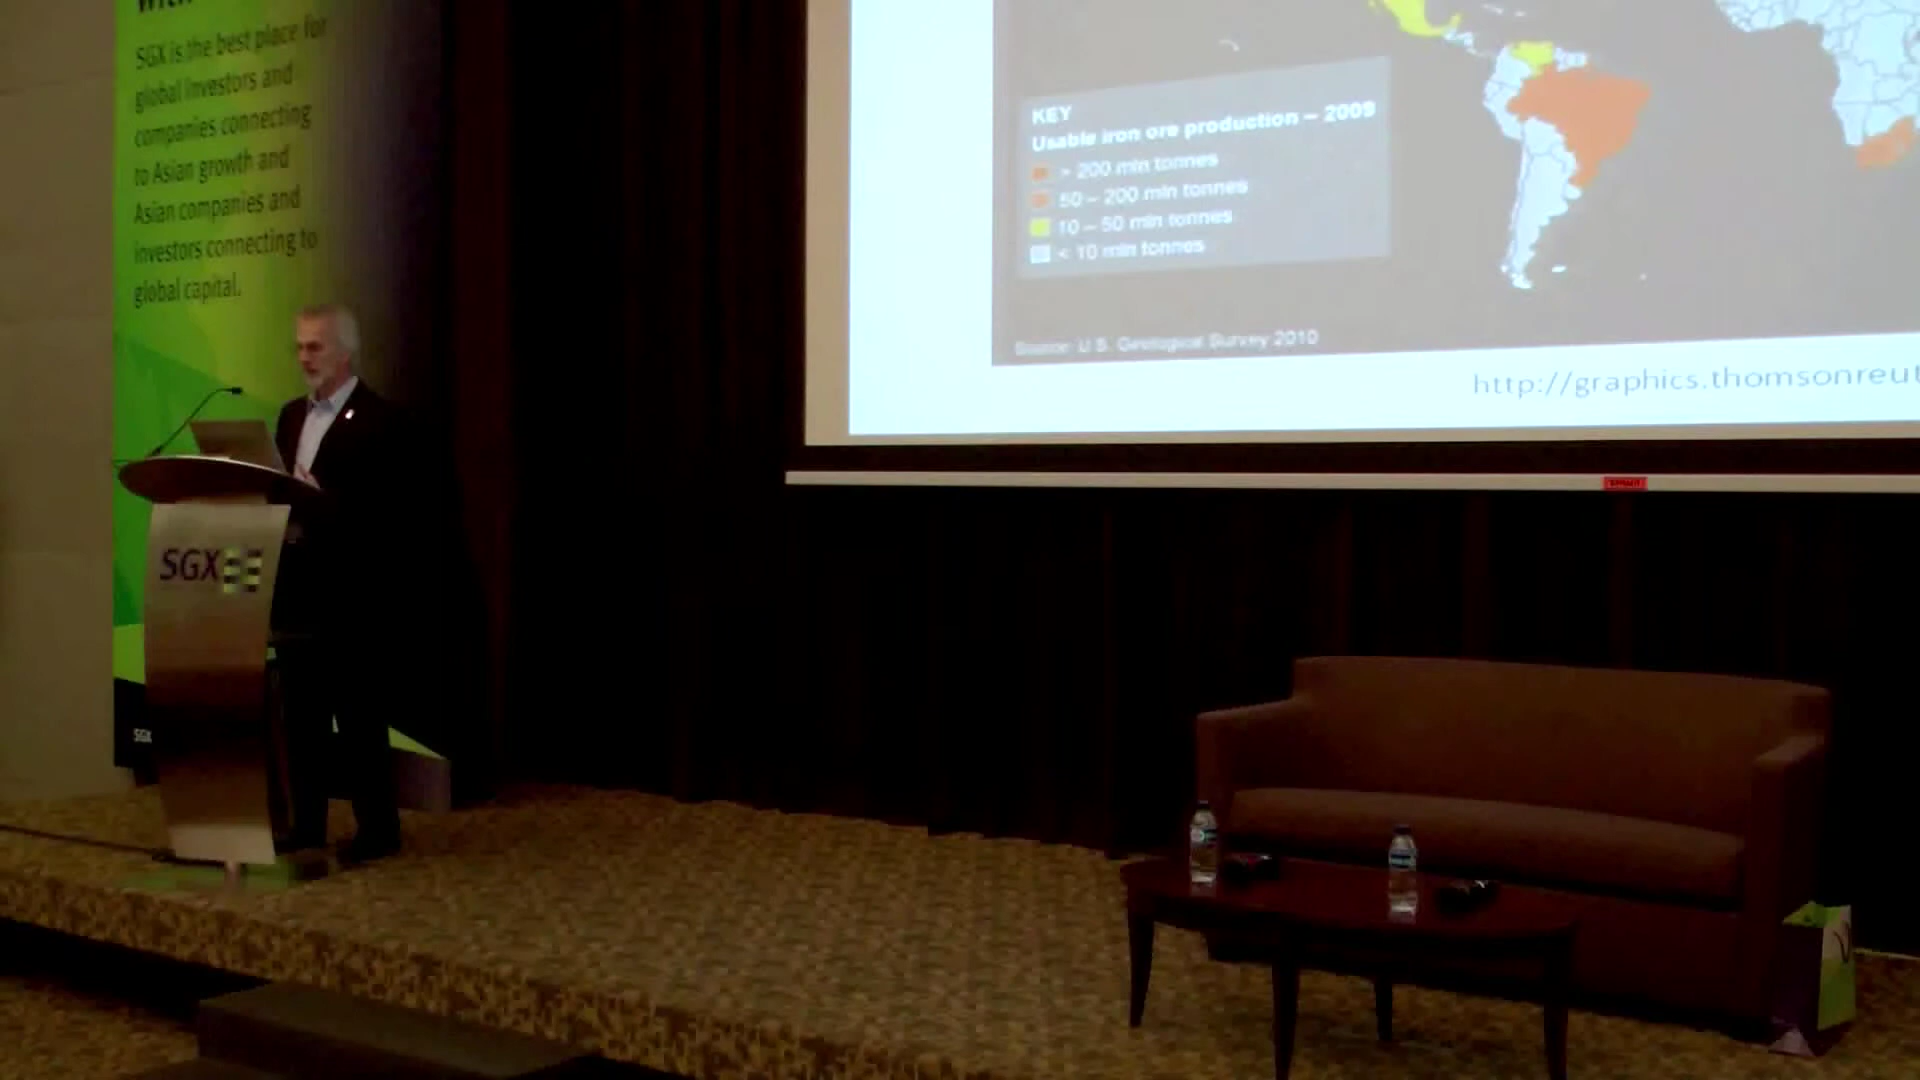 SGX is the best place for
global investors and
companies connecting
to Asian growth and
Asian companies and
investors connecting to
global capital.
SGX
SGX
KEY
Usable iron ore production – 2009
> 200 mln tonnes
50 – 200 mln tonnes
10 – 50 mln tonnes
< 10 mln tonnes
Source: U.S. Geological Survey 2010
http://graphics.thomsonreut